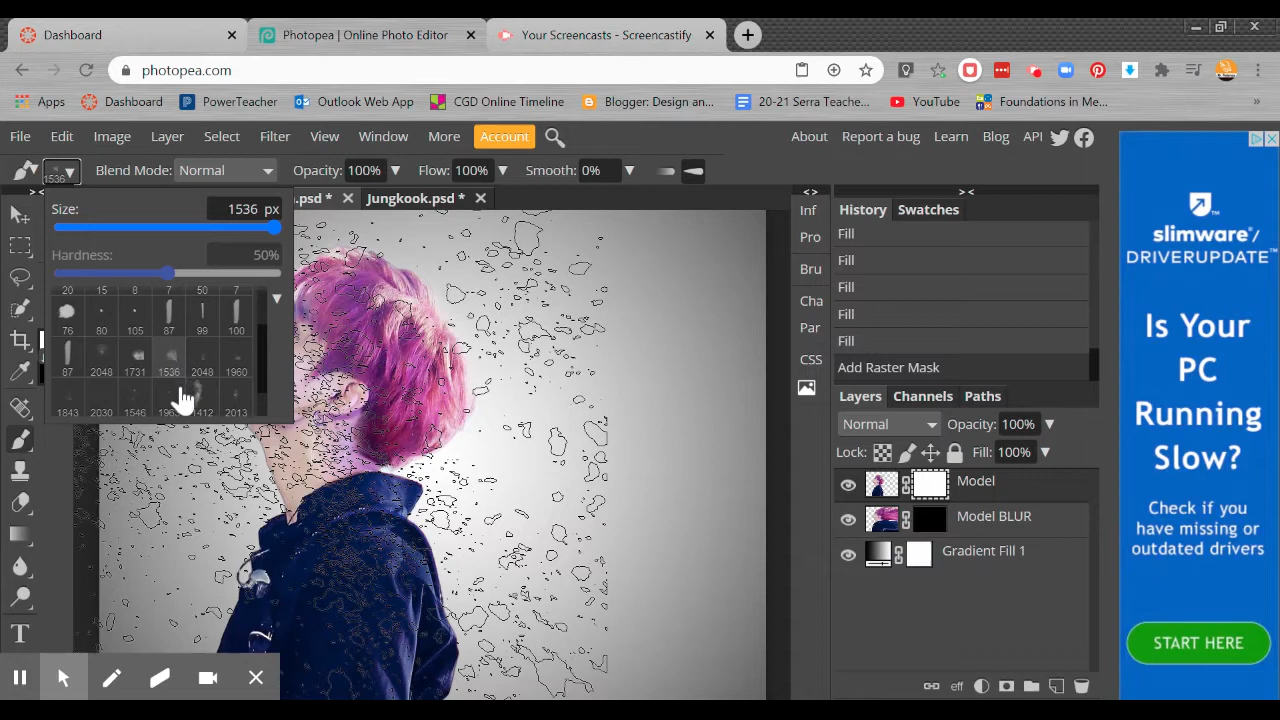 Dashboard
Photopea | Online Photo Editor
Your Screencasts - Screencastify
photopea.com
Apps
Dashboard
PowerTeache
Outlook Web App
CGD Online Timeline
Blogger: Design an...
20-21 Serra Teache...
YouTube
Foundations in Me...
»
File Edit Image Layer Select Filter View Window More Account
About Report a bug Learn Blog API
1536
Blend Mode: Normal
Opacity: 100%
Flow: 100%
Smooth: 0%
> <
.psd *
Jungkook.psd *
Size: 1536 px
Hardness: 50%
20 15 8 7 50 7
76 80 105 87 99 100
87 2048 1731 1536 2048 1960
1843 2030 1546 412 2013
< >
Inf
Pro
Bru
Cha
Par
CSS
> <
History Swatches
Fill
Fill
Fill
Fill
Fill
Add Raster Mask
Layers Channels Paths
Normal
Opacity: 100%
Lock:
Fill: 100%
Model
Model BLUR
Gradient Fill 1
eff
slimware/
DRIVERUPDATE™
Is Your
PC
Running
Slow?
Check if you
have missing or
outdated drivers
START HERE
T